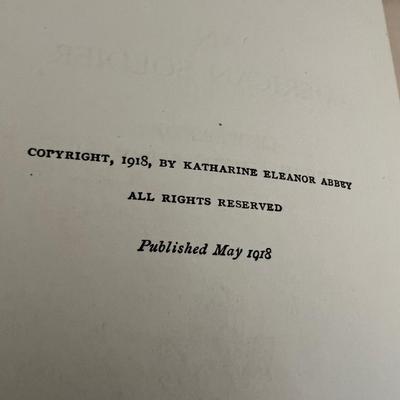 COPYRIGHT, 1918, BY KATHARINE ELEANOR ABBEY
ALL RIGHTS RESERVED
Published May 1918